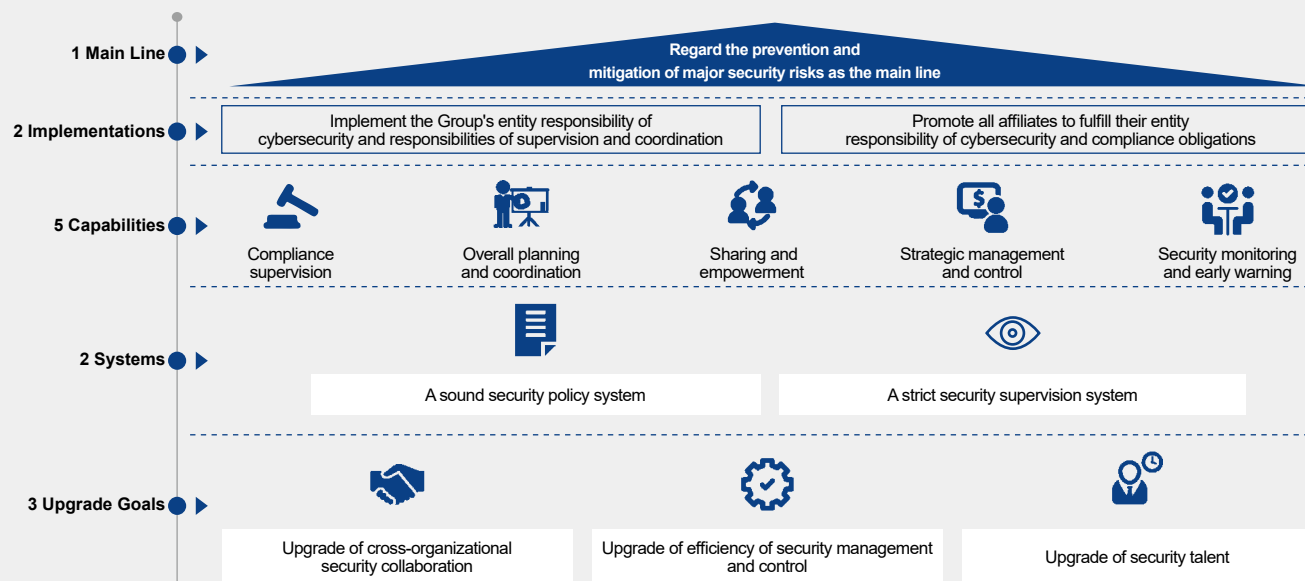 1 Main Line
Regard the prevention and
mitigation of major security risks as the main line
2 Implementations
Implement the Group's entity responsibility of
cybersecurity and responsibilities of supervision and coordination
Promote all affiliates to fulfill their entity
responsibility of cybersecurity and compliance obligations
5 Capabilities
$
Compliance
supervision
Overall planning
and coordination
Sharing and
empowerment
Strategic management
and control
Security monitoring
and early warning
2 Systems
A sound security policy system
A strict security supervision system
3 Upgrade Goals
Upgrade of cross-organizational
security collaboration
Upgrade of efficiency of security management
and control
Upgrade of security talent